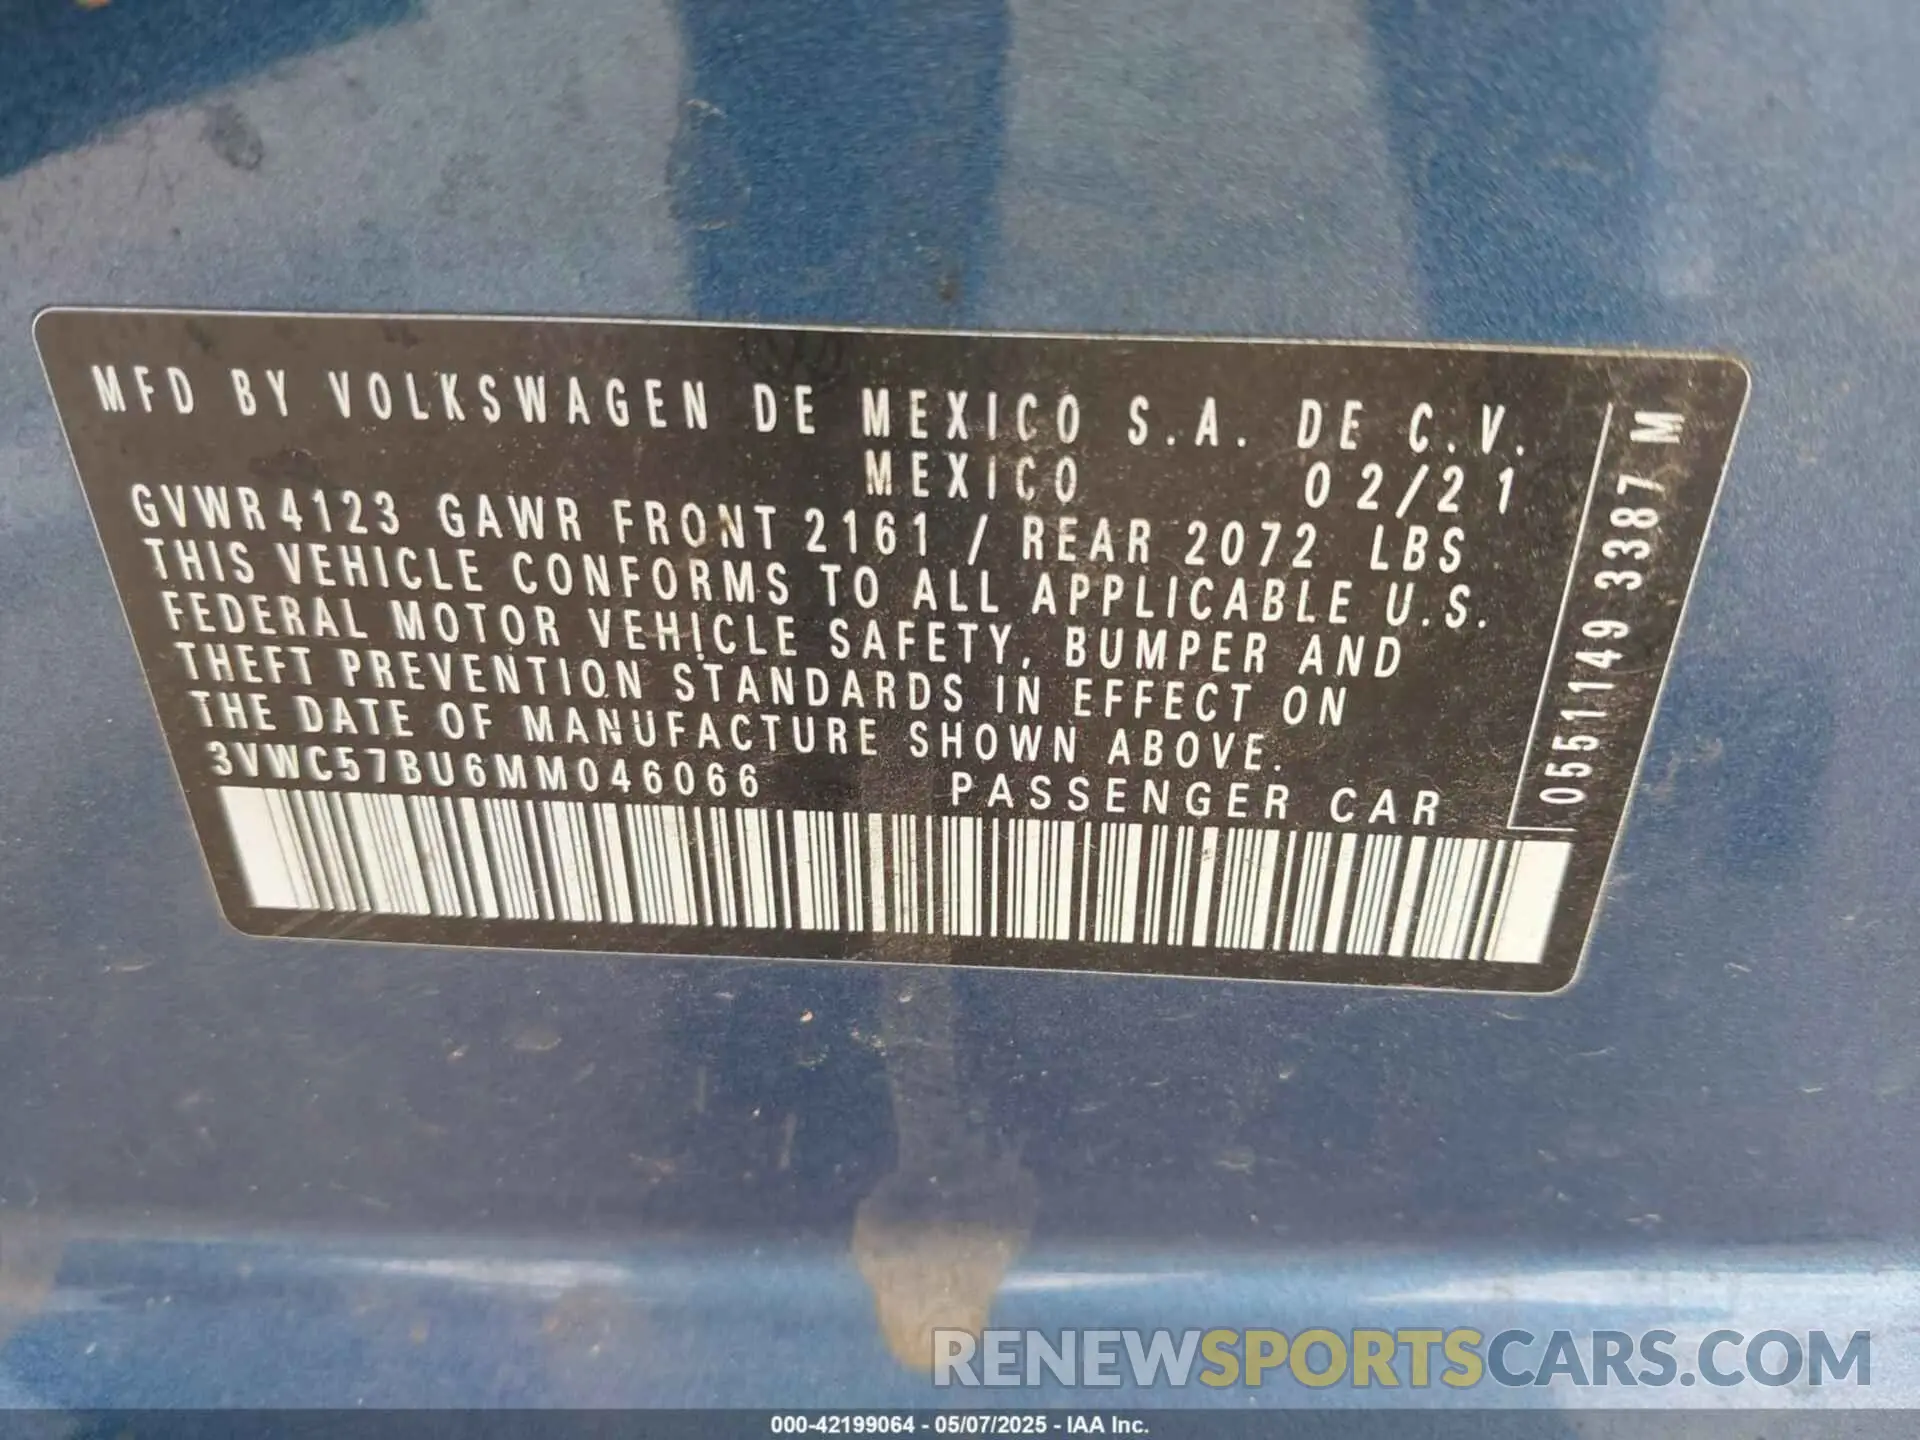 MFD BY VOLKSWAGEN DE MEXICO S.A. DE C.V.
MEXICO 02/21
GVWR 4123 GAWR FRONT 2161 / REAR 2072 LBS
THIS VEHICLE CONFORMS TO ALL APPLICABLE U.S.
FEDERAL MOTOR VEHICLE SAFETY, BUMPER AND
THEFT PREVENTION STANDARDS IN EFFECT ON
THE DATE OF MANUFACTURE SHOWN ABOVE.
3VWC57BU6MM046066 PASSENGER CAR
0551149 3387 M
RENEWSPORTSCARS.COM
000-42199064 - 05/07/2025 - IAA Inc.